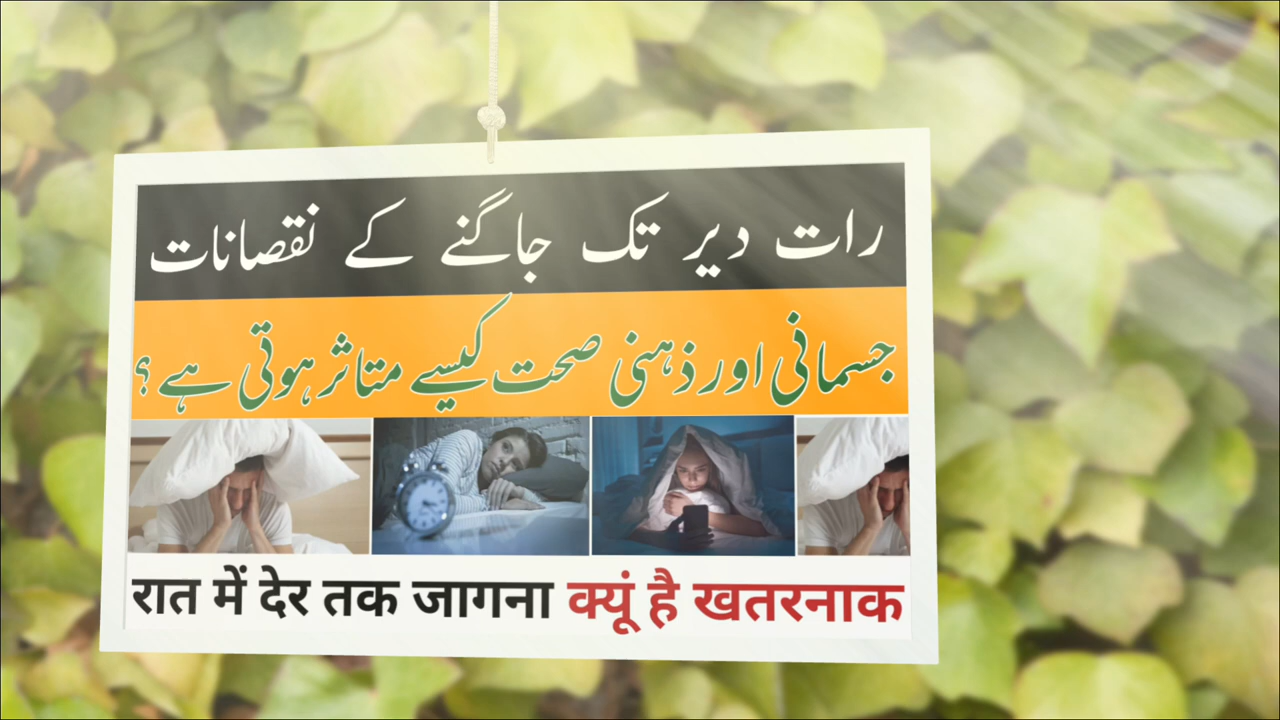 رات دیر تک جاگنے کے نقصانات
جسمانی اور ذہنی صحت کیسے متاثر ہوتی ہے؟
रात में देर तक जागना क्यूं है खतरनाक